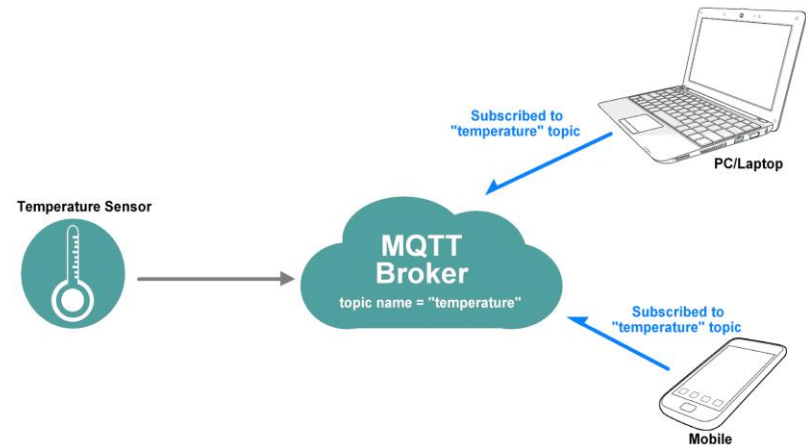 Subscribed to
"temperature" topic
PC/Laptop
Temperature Sensor
MQTT
Broker
topic name = "temperature"
Subscribed to
"temperature" topic
Mobile